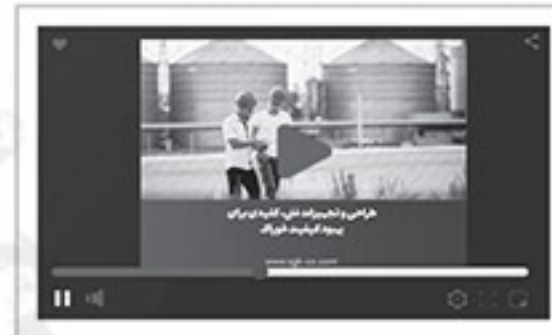 طراحی و تجهیزات فنی، کلیدی برای
بهبود کیفیت خوراک